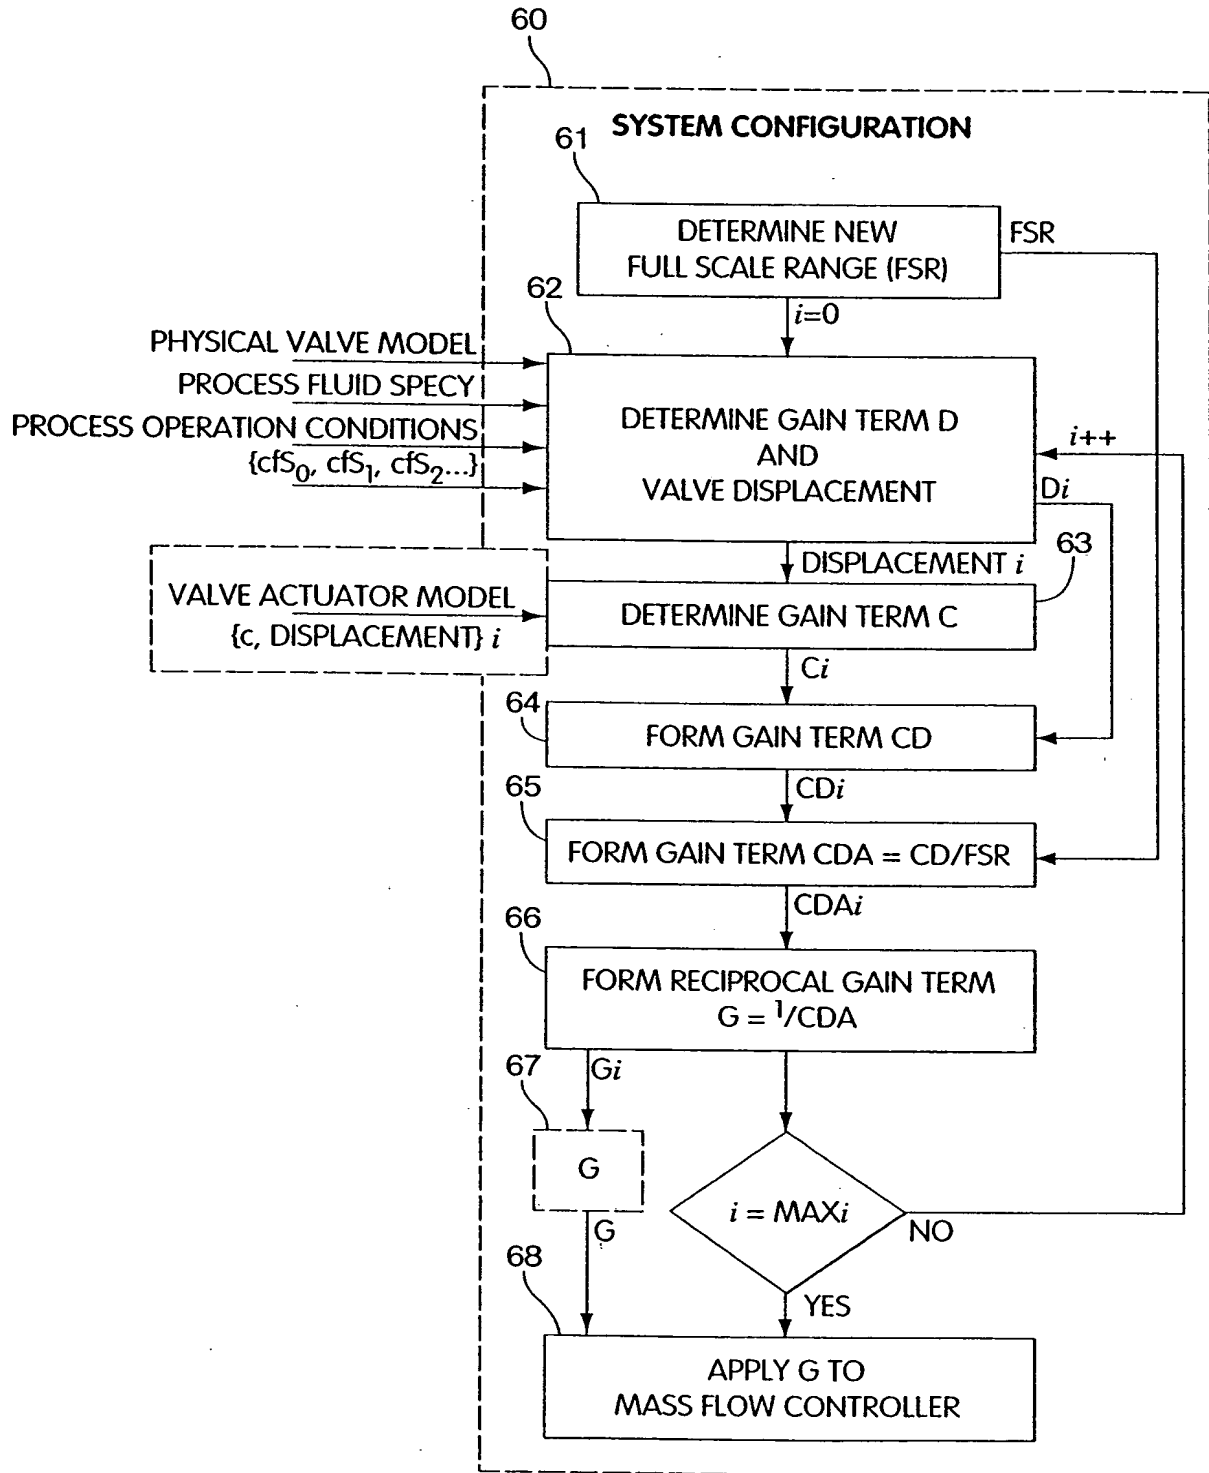 60
SYSTEM CONFIGURATION
61
DETERMINE NEW
FULL SCALE RANGE (FSR)
FSR
i=0
62
PHYSICAL VALVE MODEL
PROCESS FLUID SPECY
PROCESS OPERATION CONDITIONS
{cfS0, cfS1, cfS2...}
DETERMINE GAIN TERM D
AND
VALVE DISPLACEMENT
i++
Di
DISPLACEMENT i
63
VALVE ACTUATOR MODEL
{c, DISPLACEMENT} i
DETERMINE GAIN TERM C
Ci
64
FORM GAIN TERM CD
CDi
65
FORM GAIN TERM CDA = CD/FSR
CDAi
66
FORM RECIPROCAL GAIN TERM
G = 1/CDA
Gi
67
G
G
i = MAXi
NO
YES
68
APPLY G TO
MASS FLOW CONTROLLER